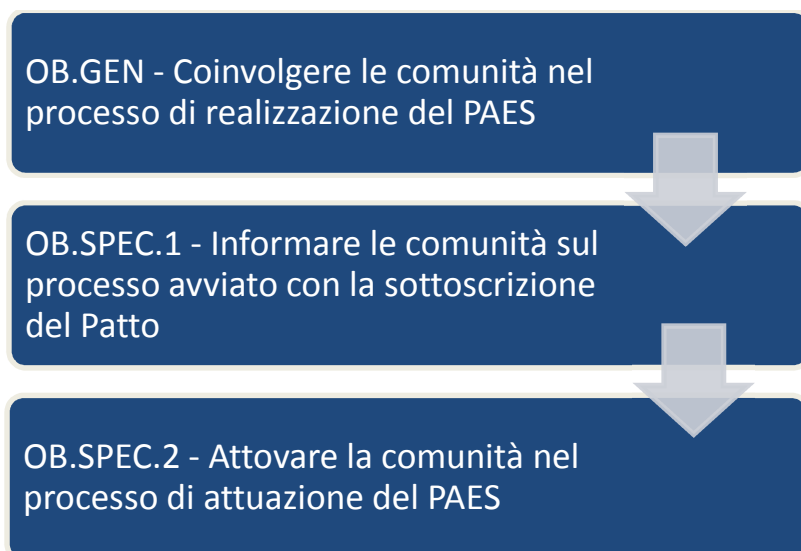 OB.GEN - Coinvolgere le comunità nel
processo di realizzazione del PAES
OB.SPEC.1 - Informare le comunità sul
processo avviato con la sottoscrizione
del Patto
OB.SPEC.2 - Attovare la comunità nel
processo di attuazione del PAES